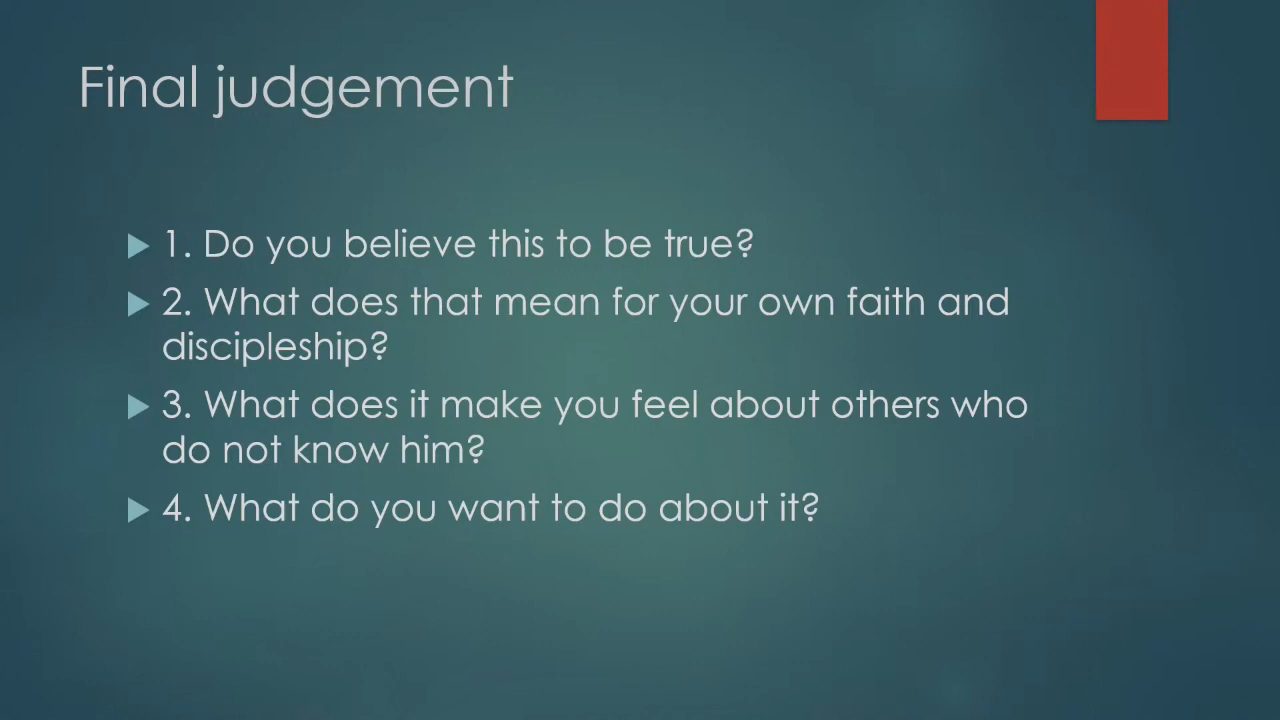 Final judgement
1. Do you believe this to be true?
2. What does that mean for your own faith and
discipleship?
3. What does it make you feel about others who
do not know him?
4. What do you want to do about it?